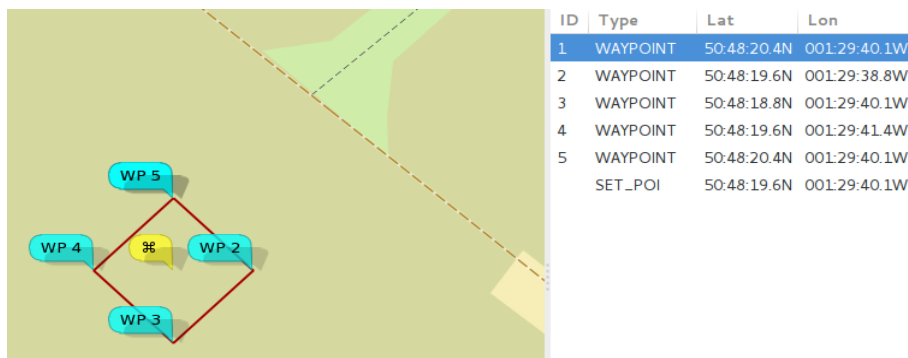 WP 5
WP 4
⌘
WP 2
WP 3
ID Type Lat Lon
1 WAYPOINT 50:48:20.4N 001:29:40.1W
2 WAYPOINT 50:48:19.6N 001:29:38.8W
3 WAYPOINT 50:48:18.8N 001:29:40.1W
4 WAYPOINT 50:48:19.6N 001:29:41.4W
5 WAYPOINT 50:48:20.4N 001:29:40.1W
SET_POI 50:48:19.6N 001:29:40.1W